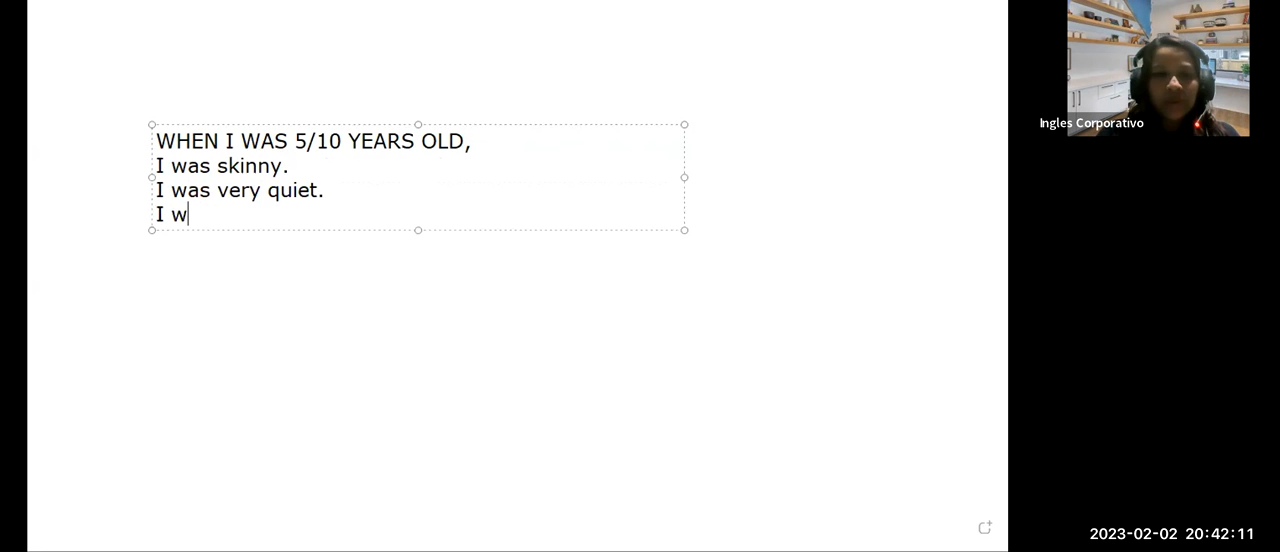 WHEN I WAS 5/10 YEARS OLD,
I was skinny.
I was very quiet.
I w
Ingles Corporativo
2023-02-02 20:42:11